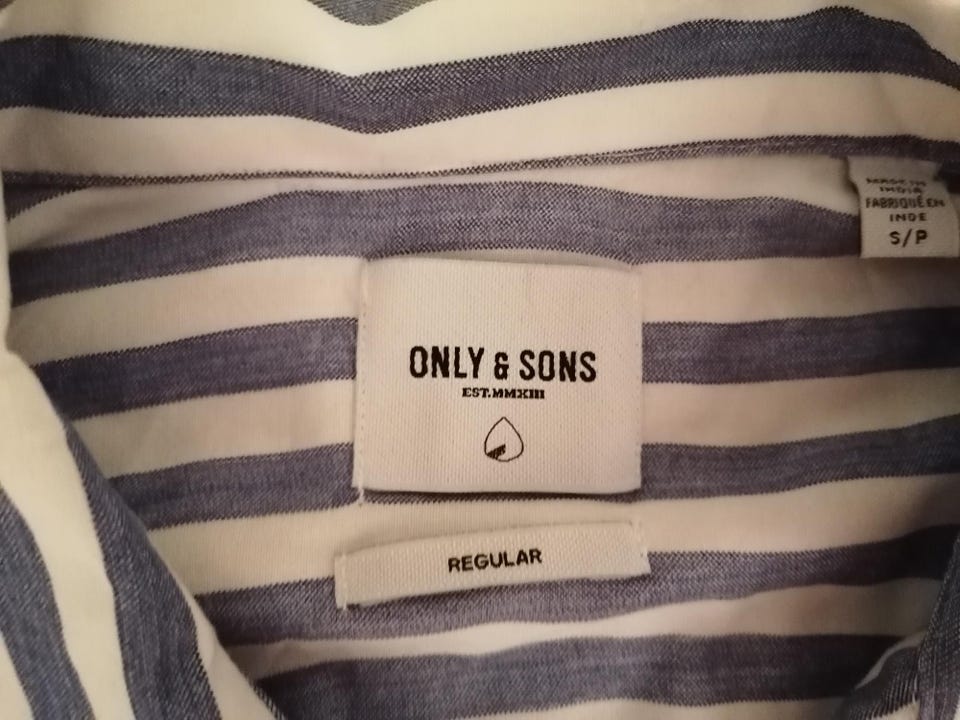 MADE IN
INDIA
FABRIQUÉ EN
INDE
S/P
ONLY & SONS
EST.MMXIII
REGULAR